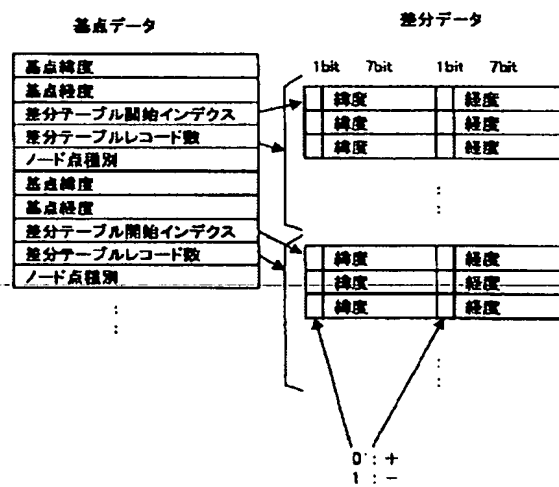 基点データ
差分データ
基点緯度
基点経度
差分テーブル開始インデクス
差分テーブルレコード数
ノード点種別
基点緯度
基点経度
差分テーブル開始インデクス
差分テーブルレコード数
ノード点種別
:
:
1bit 7bit 1bit 7bit
緯度 経度
緯度 経度
緯度 経度
: :
: :
緯度 経度
緯度 経度
緯度 経度
: :
: :
0 : +
1 : -